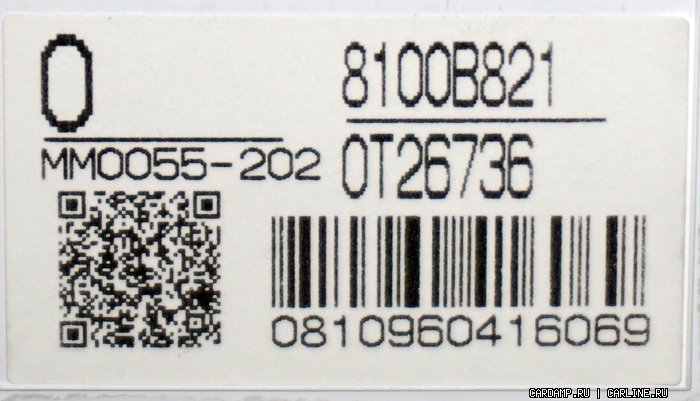 0
8100B821
MM0055-202
0T26736
0810960416069
CARDAMP.RU | CARLINE.RU